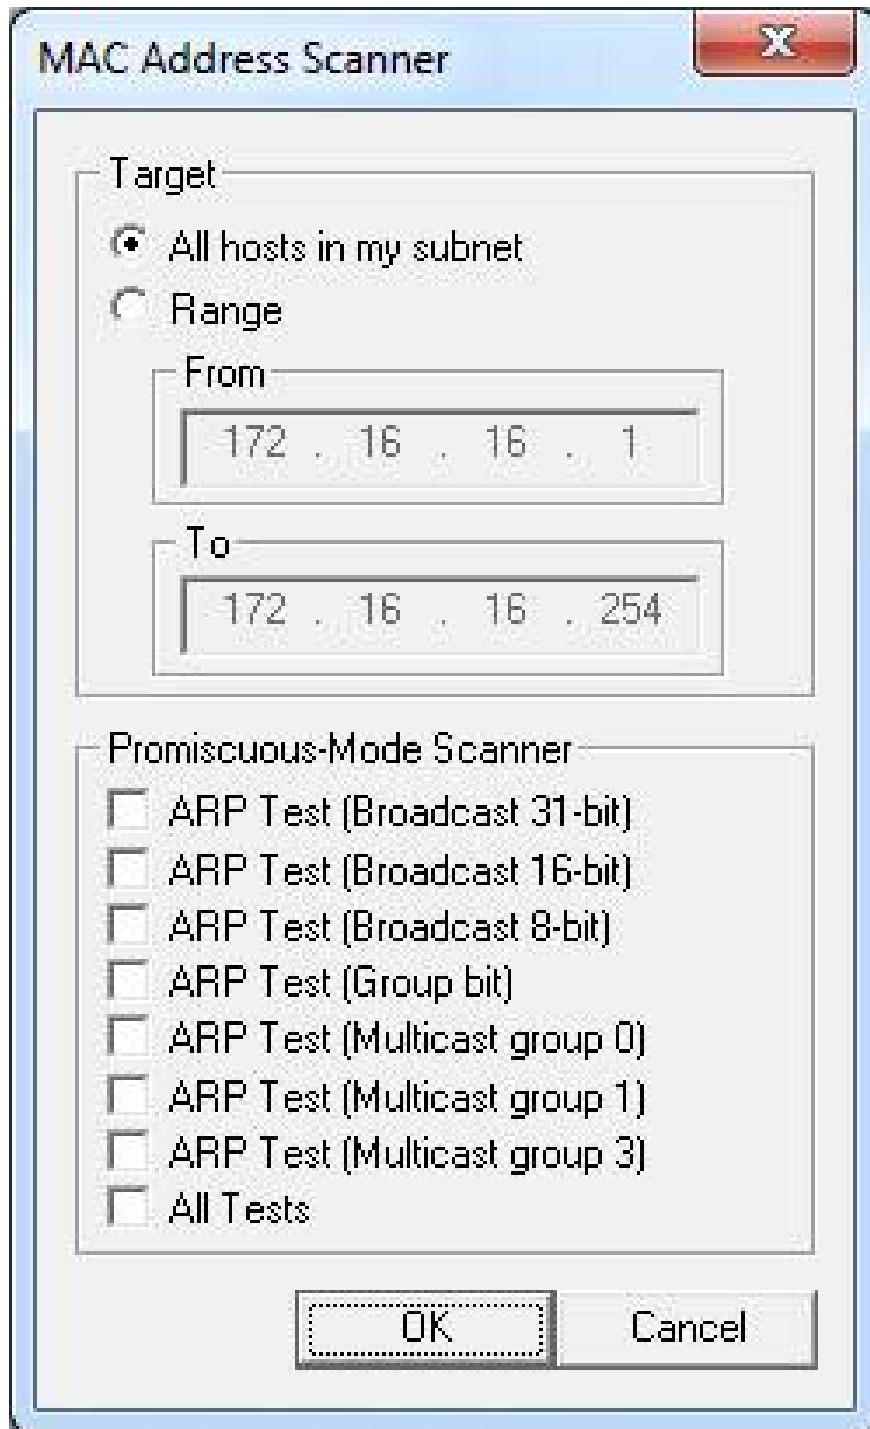 MAC Address Scanner
Target
All hosts in my subnet
Range
From
172 . 16 . 16 . 1
To
172 . 16 . 16 . 254
Promiscuous-Mode Scanner
ARP Test (Broadcast 31-bit)
ARP Test (Broadcast 16-bit)
ARP Test (Broadcast 8-bit)
ARP Test (Group bit)
ARP Test (Multicast group 0)
ARP Test (Multicast group 1)
ARP Test (Multicast group 3)
All Tests
OK Cancel